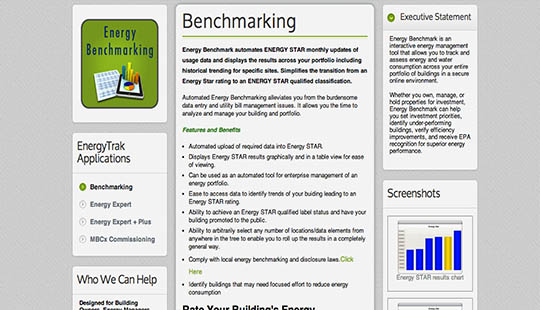 Energy
Benchmarking
EnergyTrak
Applications
Benchmarking
Energy Expert
Energy Expert + Plus
MBCx Commissioning
Who We Can Help
Designed for Building
Owners, Energy Managers
Benchmarking
Energy Benchmark automates ENERGY STAR monthly updates of
usage data and displays the results across your portfolio including
historical trending for specific sites. Simplifies the transition from an
Energy Star rating to an ENERGY STAR qualified classification.
Automated Energy Benchmarking alleviates you from the burdensome
data entry and utility bill management issues. It allows you the time to
analyze and manage your building and portfolio.
Features and Benefits
Automated upload of required data into Energy STAR.
Displays Energy STAR results graphically and in a table view for ease
of viewing.
Can be used as an automated tool for enterprise management of an
energy portfolio.
Ease to access data to identify trends of your buiding leading to an
Energy STAR rating.
Ability to achieve an Energy STAR qualified label status and have your
building promoted to the public.
Ability to arbitrarily select any number of locations/data elements from
anywhere in the tree to enable you to roll up the results in a completely
general way.
Comply with local energy benchmarking and disclosure laws.Click
Here
Identify buildings that may need focused effort to reduce energy
consumption
Rate Your Building's Energy
Executive Statement
Energy Benchmark is an
interactive energy management
tool that allows you to track and
assess energy and water
consumption across your entire
portfolio of buildings in a secure
online environment.
Whether you own, manage, or
hold properties for investment,
Energy Benchmark can help
you set investment priorities,
identify under-performing
buildings, verify efficiency
improvements, and receive EPA
recognition for superior energy
performance.
Screenshots
Energy STAR results chart